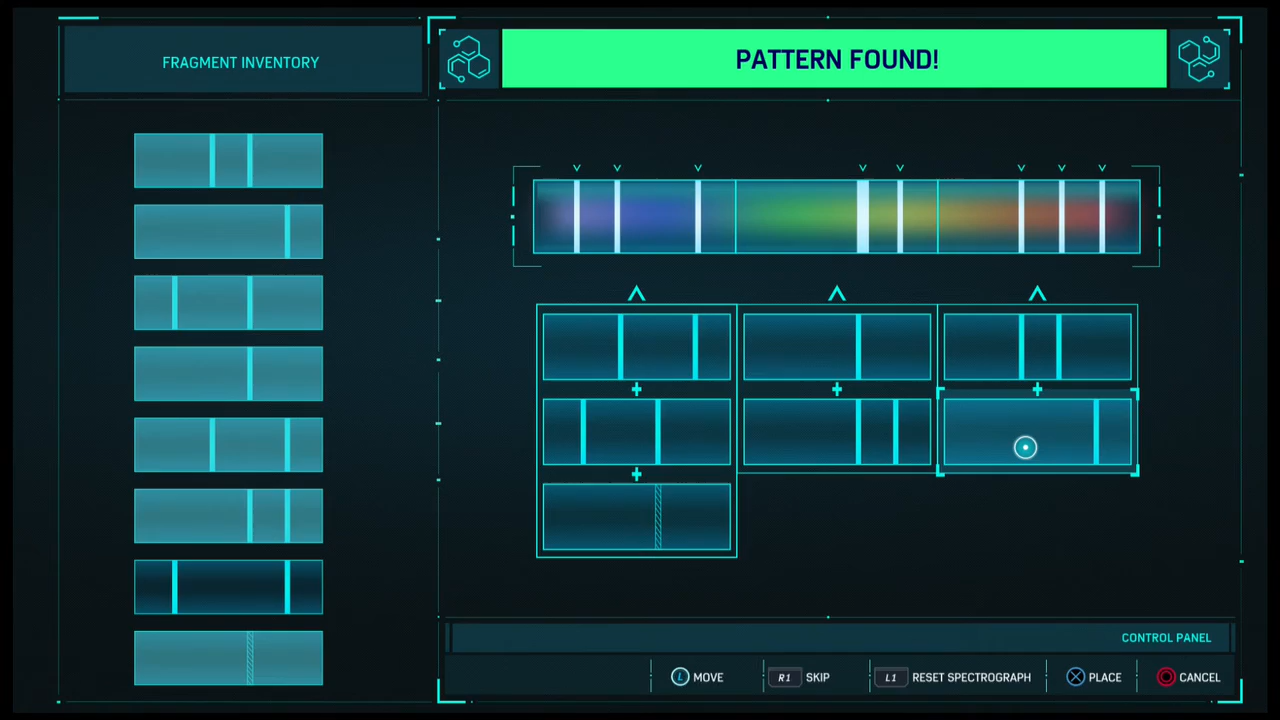 FRAGMENT INVENTORY
PATTERN FOUND!
CONTROL PANEL
L MOVE
R1 SKIP
L1 RESET SPECTROGRAPH
PLACE
CANCEL